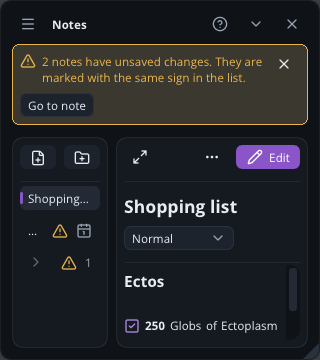 Notes
2 notes have unsaved changes. They are
marked with the same sign in the list.
Go to note
Edit
Shopping...
Shopping list
...
Normal
1
Ectos
250 Globs of Ectoplasm